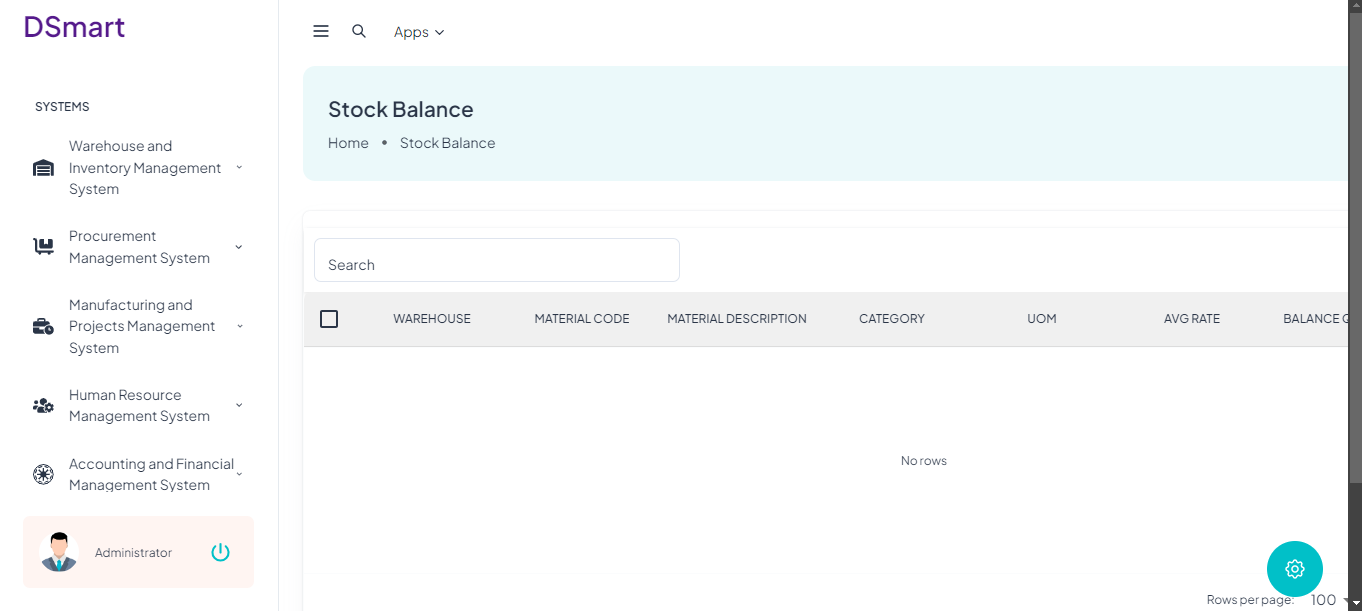 DSmart
Apps
SYSTEMS
Warehouse and
Inventory Management
System
Procurement
Management System
Manufacturing and
Projects Management
System
Human Resource
Management System
Accounting and Financial
Management System
Administrator
Stock Balance
Home • Stock Balance
Search
WAREHOUSE MATERIAL CODE MATERIAL DESCRIPTION CATEGORY UOM AVG RATE BALANCE Q
No rows
Rows per page: 100